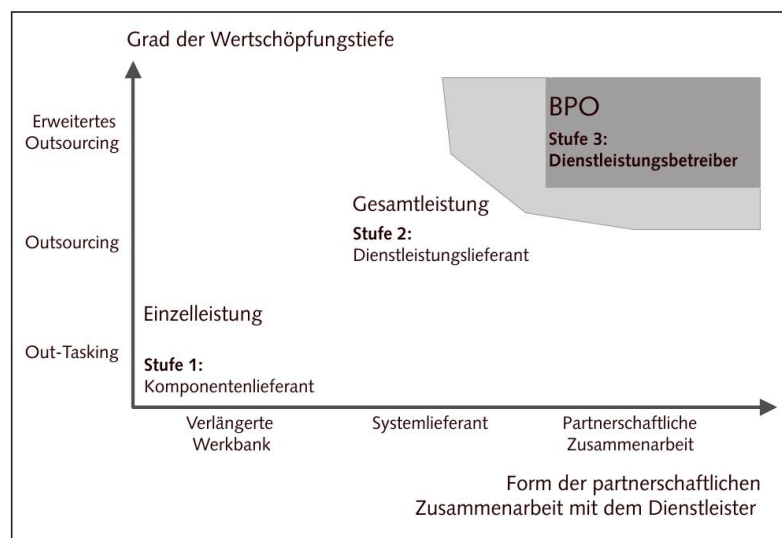 Grad der Wertschöpfungstiefe
Erweitertes
Outsourcing
BPO
Stufe 3:
Dienstleistungsbetreiber
Gesamtleistung
Stufe 2:
Dienstleistungslieferant
Outsourcing
Einzelleistung
Out-Tasking
Stufe 1:
Komponentenlieferant
Verlängerte
Werkbank
Systemlieferant
Partnerschaftliche
Zusammenarbeit
Form der partnerschaftlichen
Zusammenarbeit mit dem Dienstleister